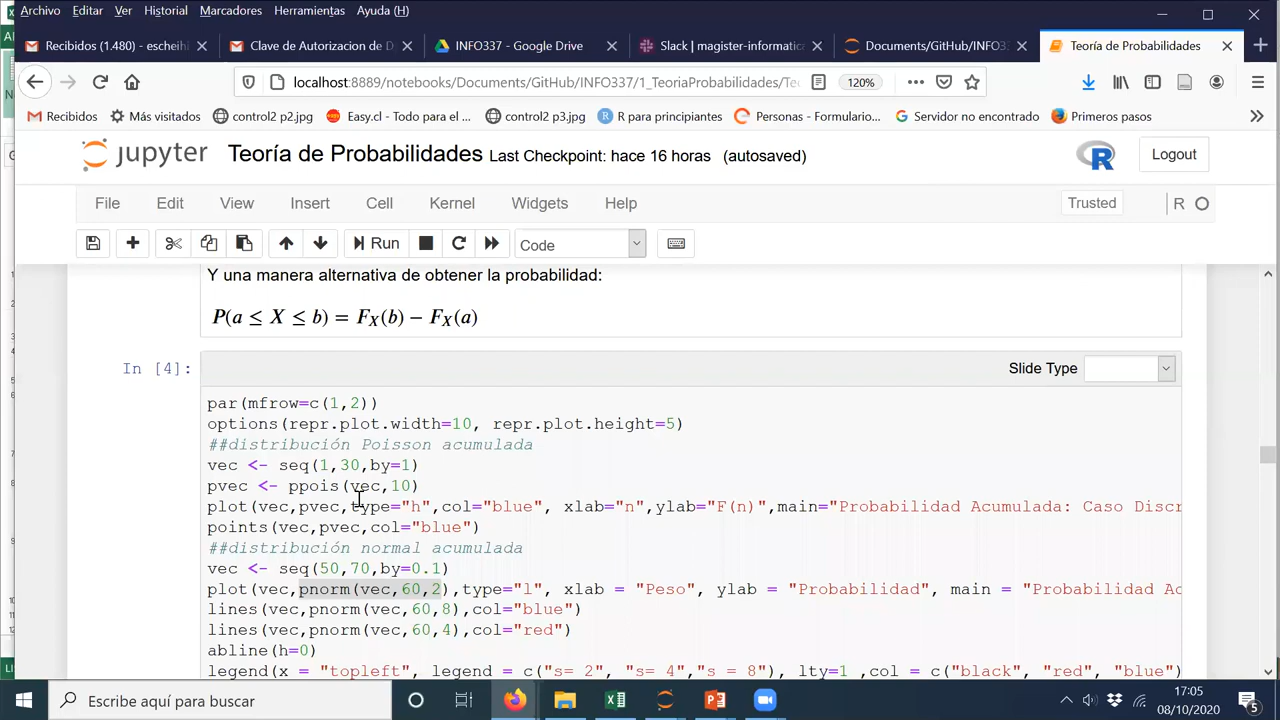 Archivo Editar Ver Historial Marcadores Herramientas Ayuda (H)
Recibidos (1.480) - escheihi Clave de Autorizacion de D INFO337 - Google Drive Slack | magister-informatica Documents/GitHub/INFO33 Teoría de Probabilidades
localhost:8889/notebooks/Documents/GitHub/INFO337/1_TeoriaProbabilidades/Te 120%
Recibidos Más visitados control2 p2.jpg Easy.cl - Todo para el ... control2 p3.jpg R para principiantes Personas - Formulario... Servidor no encontrado Primeros pasos
jupyter Teoría de Probabilidades Last Checkpoint: hace 16 horas (autosaved) R Logout
File Edit View Insert Cell Kernel Widgets Help Trusted R
Run Code
Y una manera alternativa de obtener la probabilidad:
P(a ≤ X ≤ b) = F_X(b) − F_X(a)
In [4]: Slide Type
par(mfrow=c(1,2))
options(repr.plot.width=10, repr.plot.height=5)
##distribución Poisson acumulada
vec <- seq(1,30,by=1)
pvec <- ppois(vec,10)
plot(vec,pvec,type="h",col="blue", xlab="n",ylab="F(n)",main="Probabilidad Acumulada: Caso Discr
points(vec,pvec,col="blue")
##distribución normal acumulada
vec <- seq(50,70,by=0.1)
plot(vec,pnorm(vec,60,2),type="l", xlab = "Peso", ylab = "Probabilidad", main = "Probabilidad Ac
lines(vec,pnorm(vec,60,8),col="blue")
lines(vec,pnorm(vec,60,4),col="red")
abline(h=0)
legend(x = "topleft", legend = c("s= 2", "s= 4","s = 8"), lty=1 ,col = c("black", "red", "blue")
Escribe aquí para buscar
17:05
08/10/2020
5